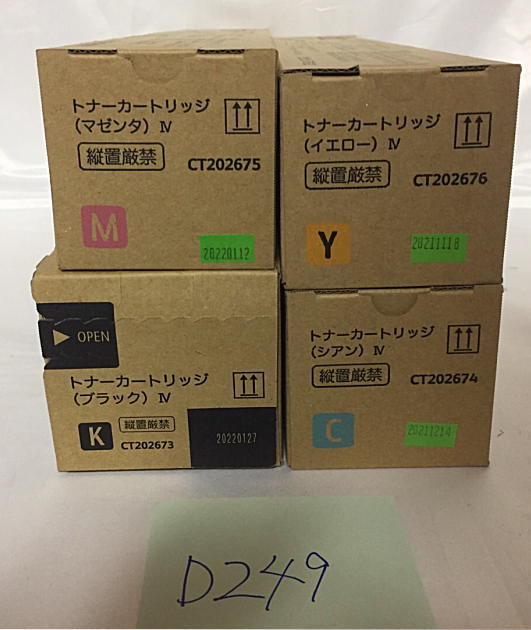 トナーカートリッジ
（マゼンタ）Ⅳ
縦置厳禁
CT202675
M
20220112
トナーカートリッジ
（イエロー）Ⅳ
縦置厳禁
CT202676
Y
20211118
OPEN
トナーカートリッジ
（ブラック）Ⅳ
K
縦置厳禁
CT202673
20220127
トナーカートリッジ
（シアン）Ⅳ
縦置厳禁
CT202674
C
20211214
D249